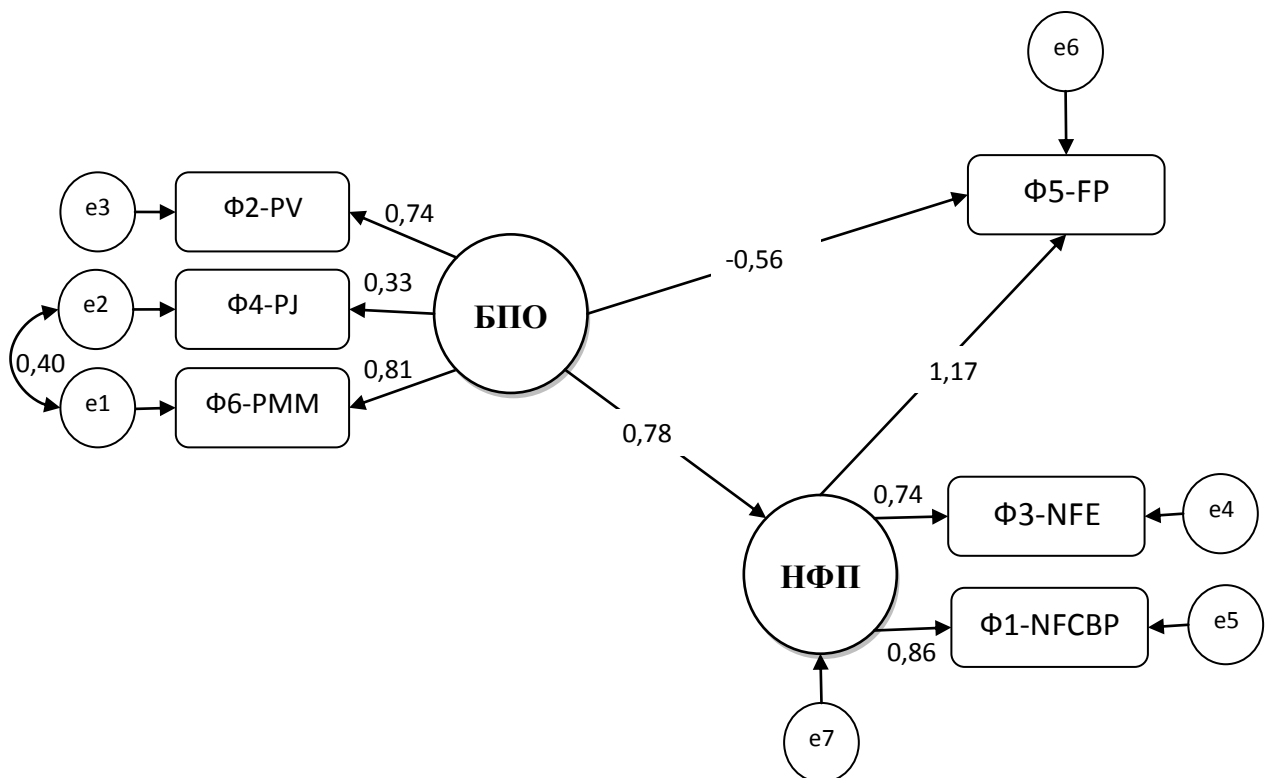 e6
Ф5-FP
e3
Ф2-PV
0,74
-0,56
e2
Ф4-PJ
0,33
БПО
0,40
e1
Ф6-PMM
0,81
1,17
0,78
0,74
Ф3-NFE
e4
НФП
Ф1-NFCBP
e5
0,86
e7